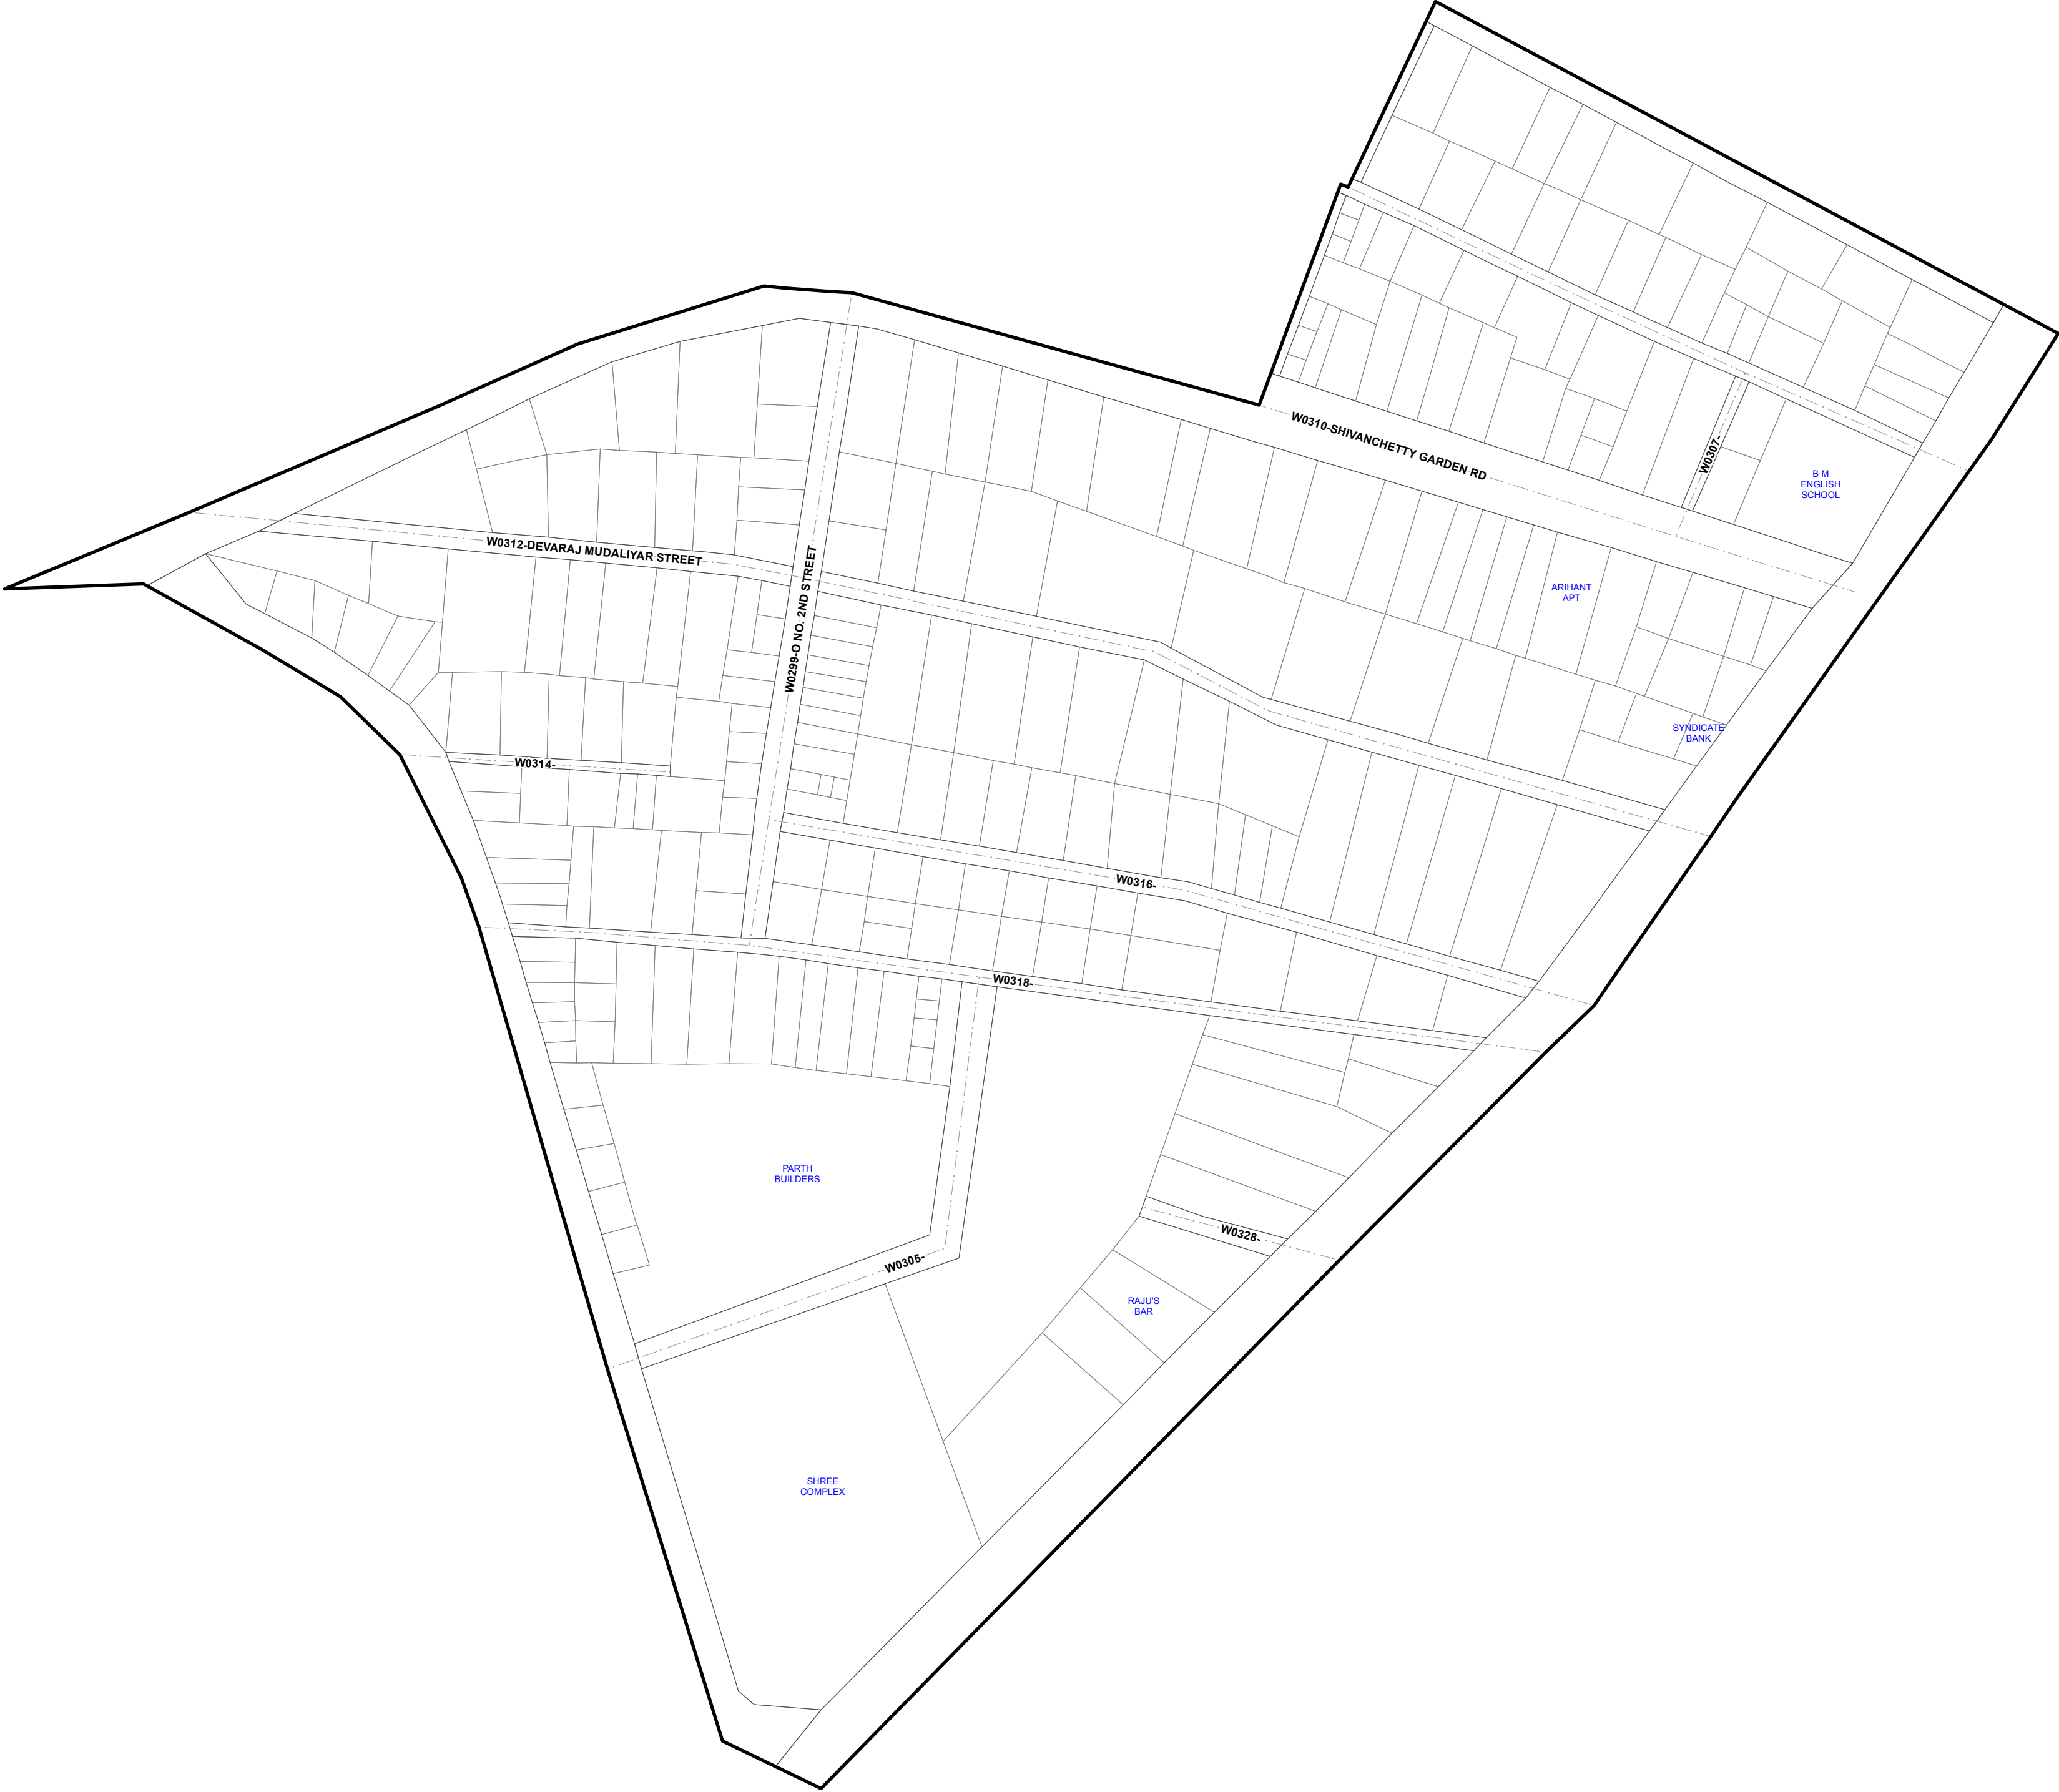 W0310-SHIVANCHETTY GARDEN RD
W0307-
B M
ENGLISH
SCHOOL
W0312-DEVARAJ MUDALIYAR STREET
W0299-O NO. 2ND STREET
ARIHANT
APT
SYNDICATE
BANK
W0314-
W0316-
W0318-
PARTH
BUILDERS
W0328-
W0305-
RAJU'S
BAR
SHREE
COMPLEX